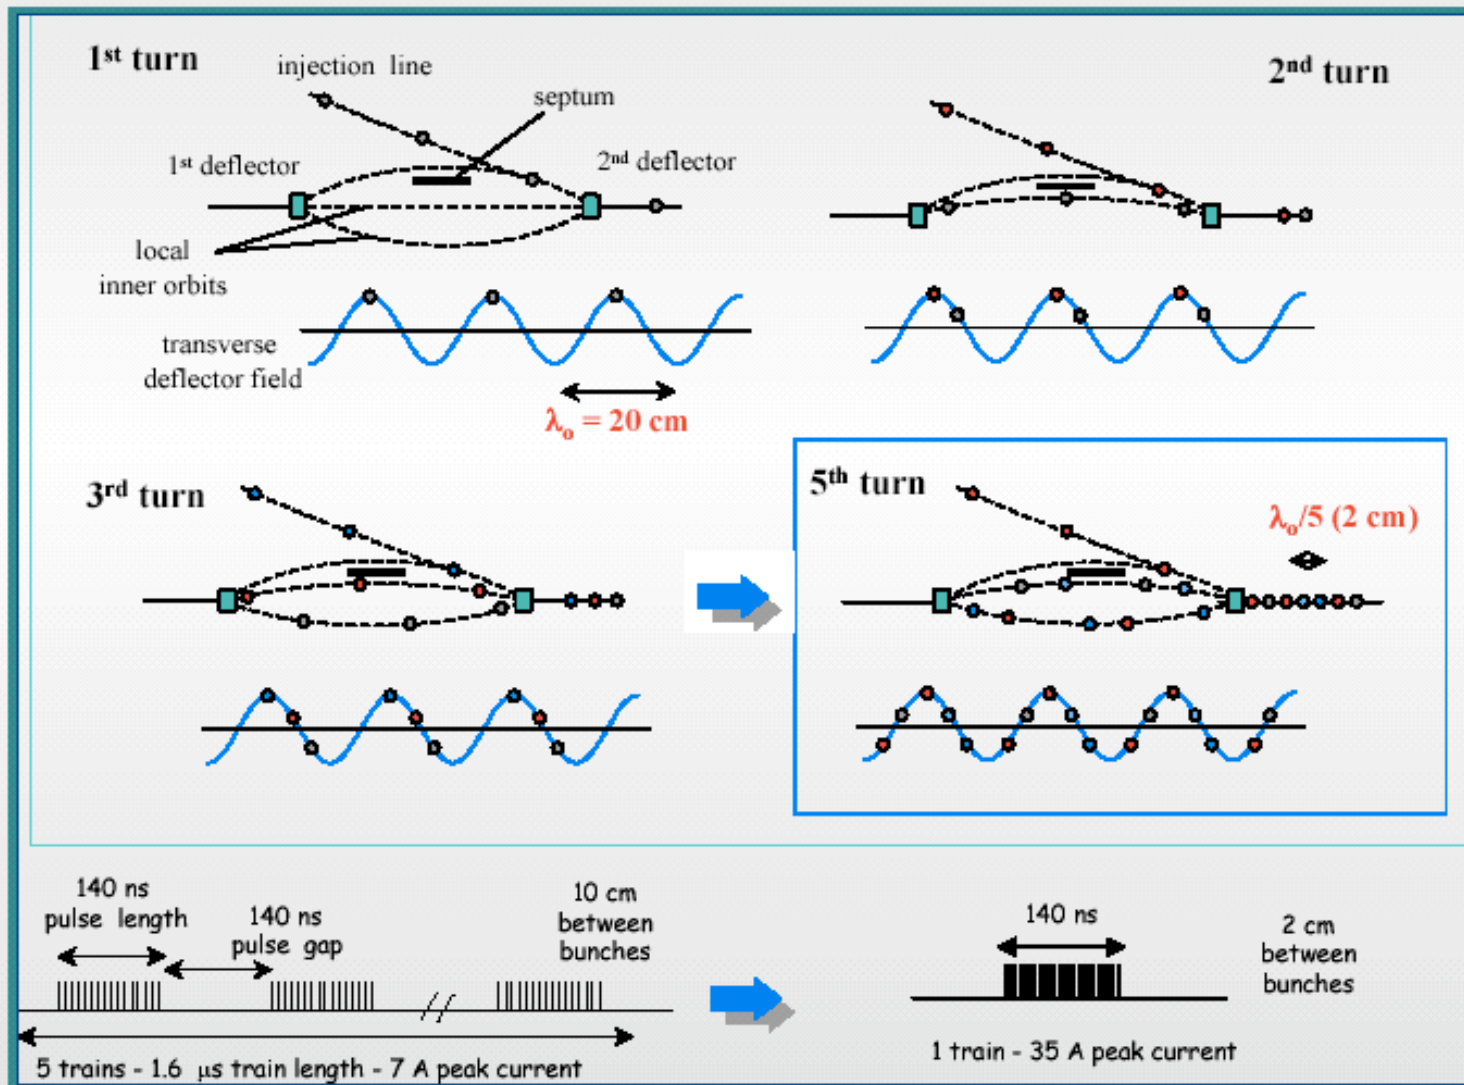 1st turn
injection line
septum
1st deflector
2nd deflector
local
inner orbits
transverse
deflector field
λo = 20 cm
2nd turn
3rd turn
5th turn
λo/5 (2 cm)
140 ns
pulse length
140 ns
pulse gap
10 cm
between
bunches
5 trains - 1.6 μs train length - 7 A peak current
140 ns
2 cm
between
bunches
1 train - 35 A peak current